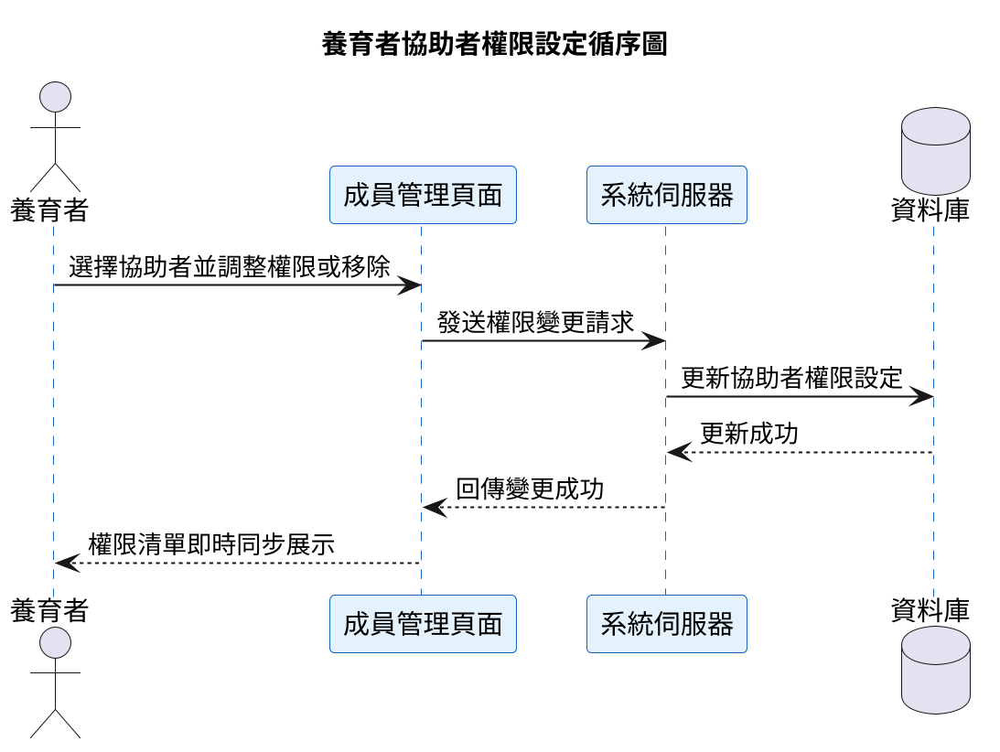 養育者協助者權限設定循序圖
養育者
成員管理頁面
系統伺服器
資料庫
選擇協助者並調整權限或移除
發送權限變更請求
更新協助者權限設定
更新成功
回傳變更成功
權限清單即時同步展示
養育者
成員管理頁面
系統伺服器
資料庫